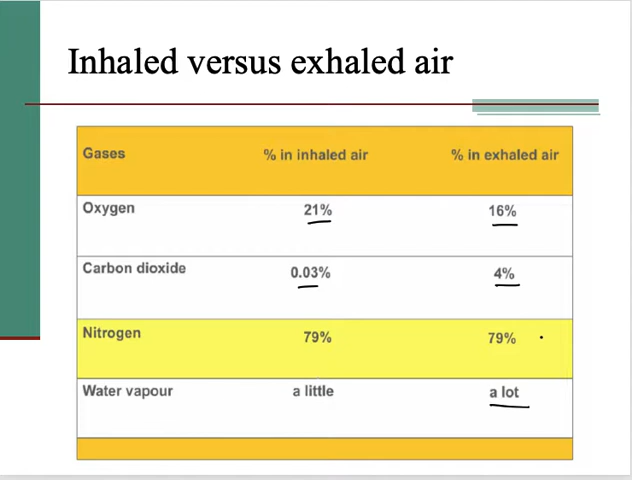 Inhaled versus exhaled air
Gases % in inhaled air % in exhaled air
Oxygen 21% 16%
Carbon dioxide 0.03% 4%
Nitrogen 79% 79%
Water vapour a little a lot